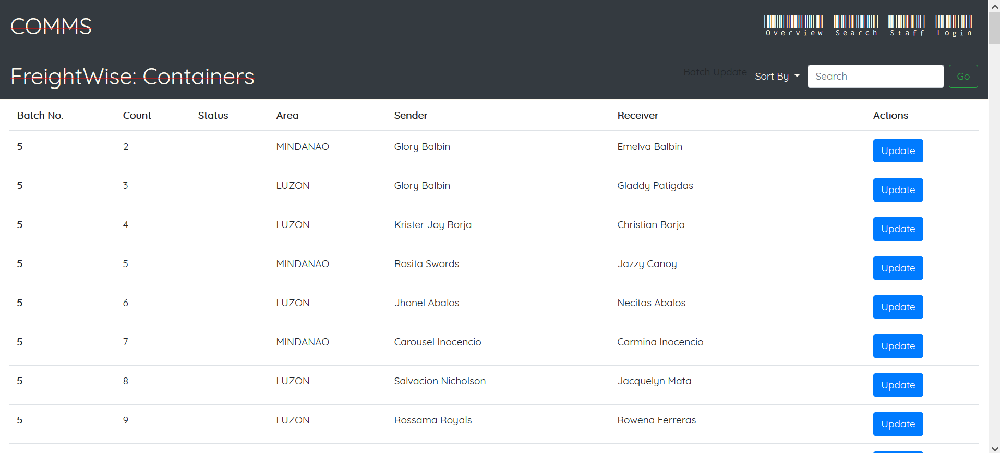 COMMS
Overview Search Staff Login
FreightWise: Containers
Batch Update Sort By Search Go
Batch No. Count Status Area Sender Receiver Actions
5 2 MINDANAO Glory Balbin Emelva Balbin Update
5 3 LUZON Glory Balbin Gladdy Patigdas Update
5 4 LUZON Krister Joy Borja Christian Borja Update
5 5 MINDANAO Rosita Swords Jazzy Canoy Update
5 6 LUZON Jhonel Abalos Necitas Abalos Update
5 7 MINDANAO Carousel Inocencio Carmina Inocencio Update
5 8 LUZON Salvacion Nicholson Jacquelyn Mata Update
5 9 LUZON Rossama Royals Rowena Ferreras Update